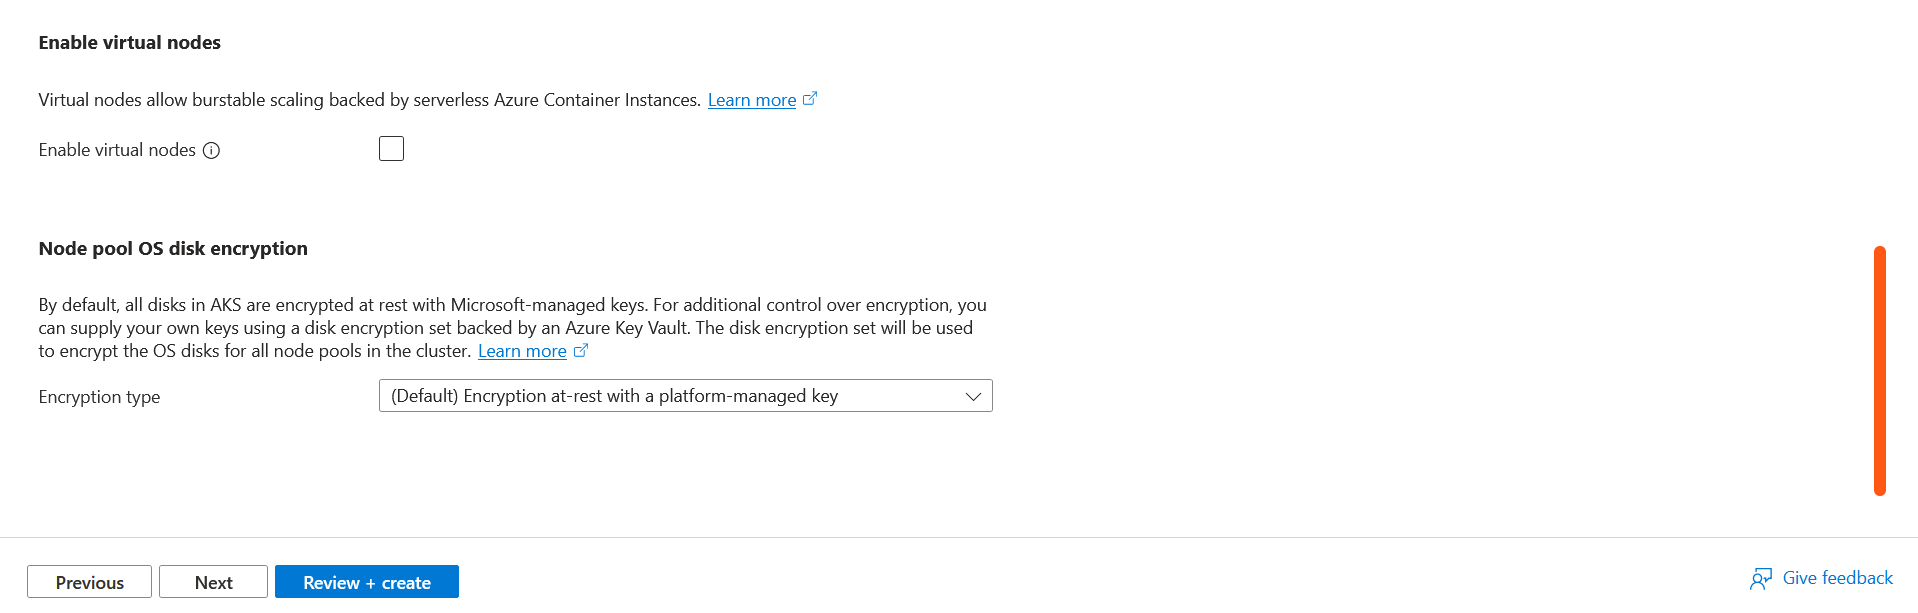 Enable virtual nodes
Virtual nodes allow burstable scaling backed by serverless Azure Container Instances. Learn more
Enable virtual nodes
Node pool OS disk encryption
By default, all disks in AKS are encrypted at rest with Microsoft-managed keys. For additional control over encryption, you
can supply your own keys using a disk encryption set backed by an Azure Key Vault. The disk encryption set will be used
to encrypt the OS disks for all node pools in the cluster. Learn more
Encryption type
(Default) Encryption at-rest with a platform-managed key
Previous
Next
Review + create
Give feedback